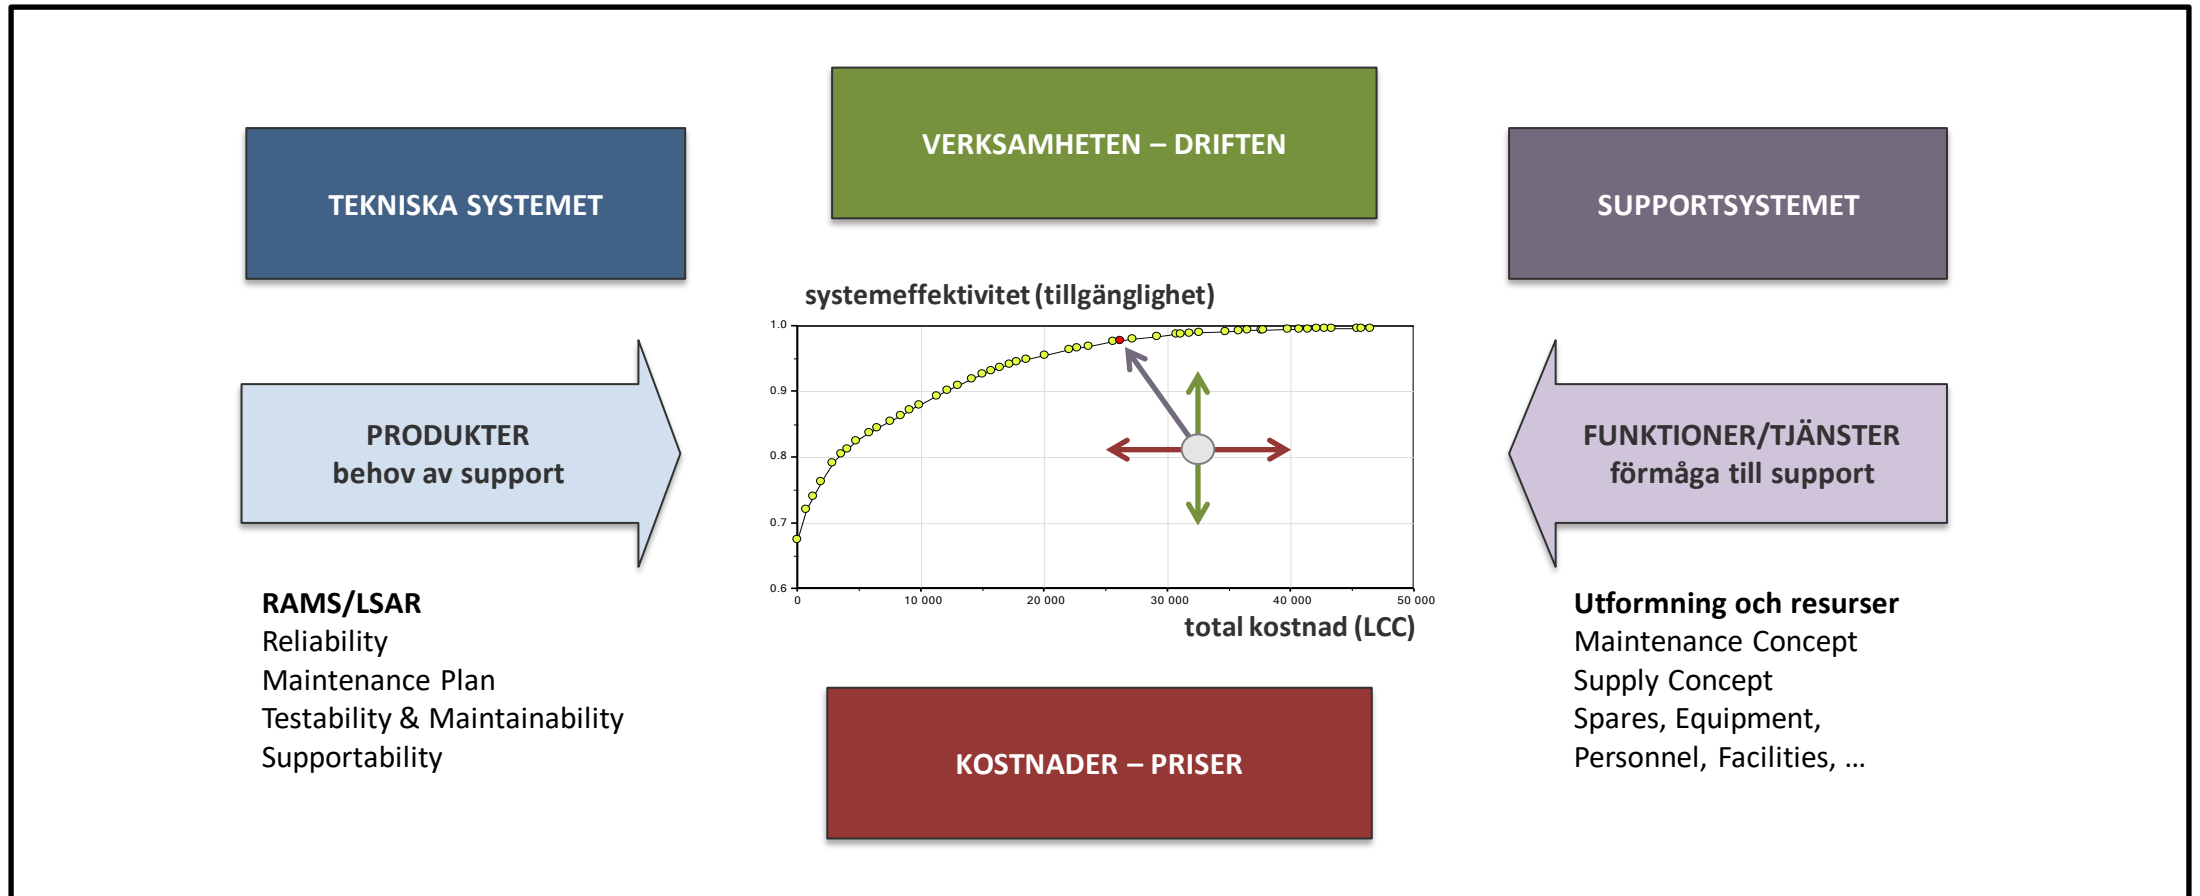 VERKSAMHETEN – DRIFTEN
TEKNISKA SYSTEMET
SUPPORTSYSTEMET
systemeffektivitet (tillgänglighet)
1.0
0.9
0.8
0.7
0.6
0
10 000
20 000
30 000
40 000
50 000
total kostnad (LCC)
PRODUKTER
behov av support
FUNKTIONER/TJÄNSTER
förmåga till support
RAMS/LSAR
Reliability
Maintenance Plan
Testability & Maintainability
Supportability
Utformning och resurser
Maintenance Concept
Supply Concept
Spares, Equipment,
Personnel, Facilities, ...
KOSTNADER – PRISER